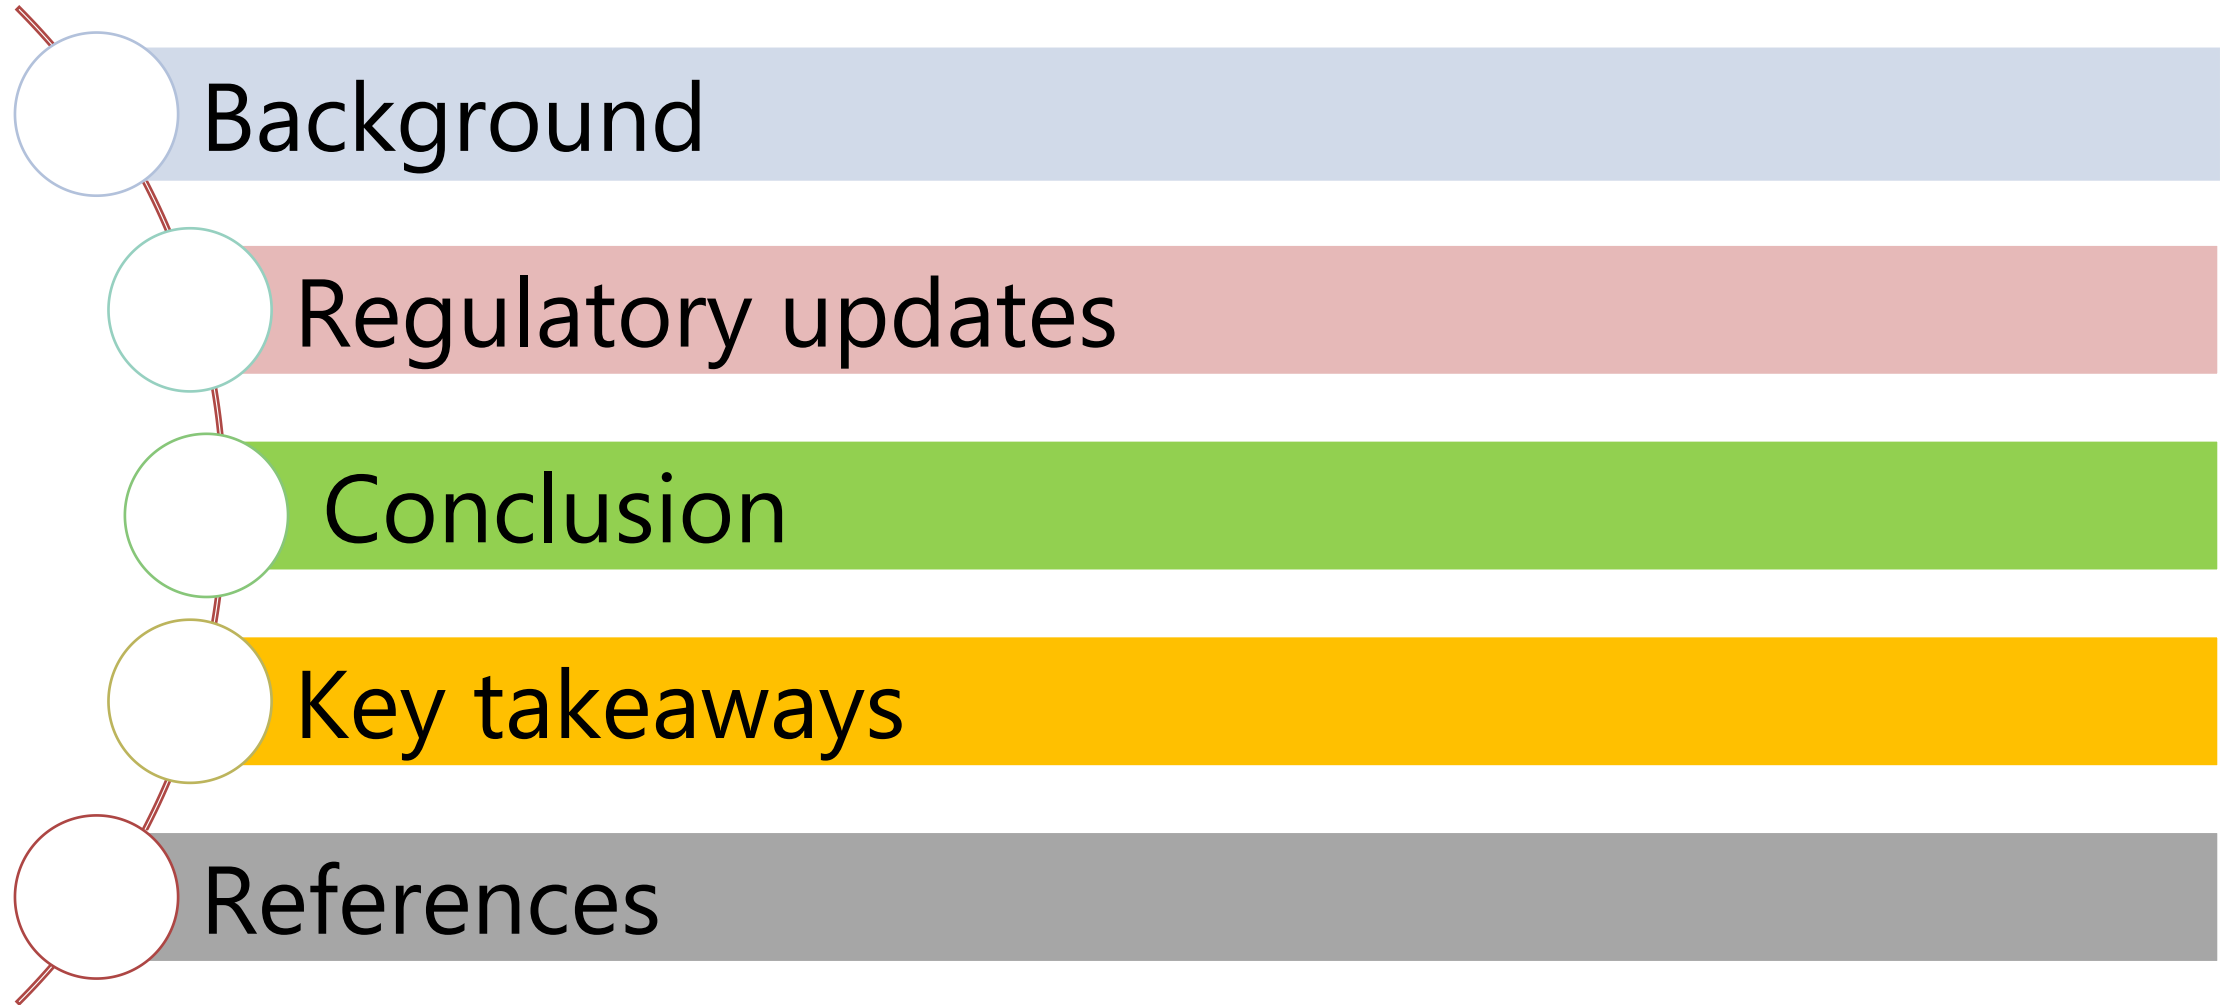 Background
Regulatory updates
Conclusion
Key takeaways
References